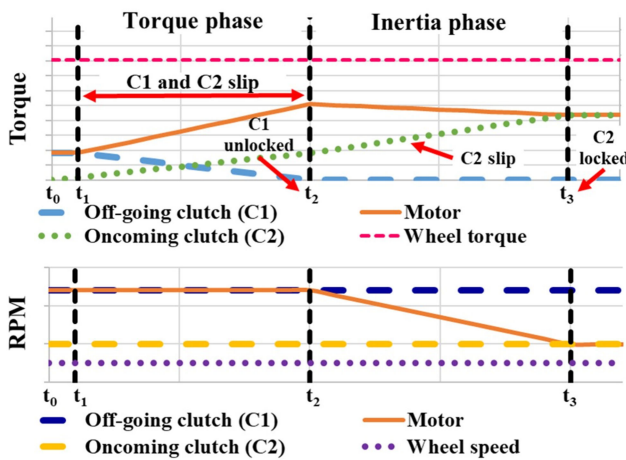 Torque phase Inertia phase
Torque
C1 and C2 slip
C1
unlocked
C2 slip
C2
locked
t0 t1 t2 t3
Off-going clutch (C1) Motor
Oncoming clutch (C2) Wheel torque
RPM
t0 t1 t2 t3
Off-going clutch (C1) Motor
Oncoming clutch (C2) Wheel speed